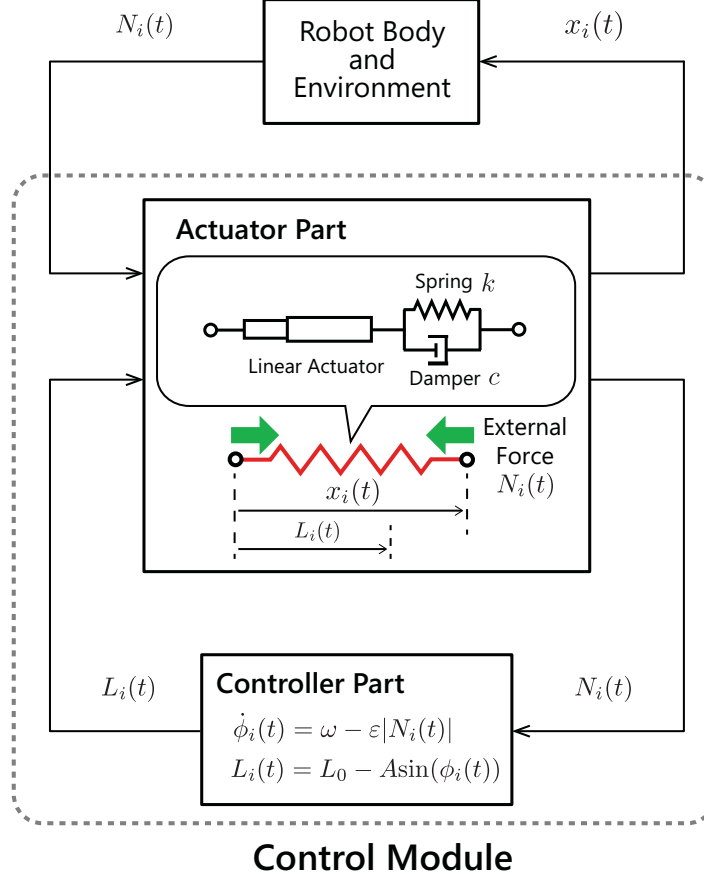 N_i(t)
Robot Body
and
Environment
x_i(t)
Actuator Part
Spring k
Linear Actuator
Damper c
External
Force
N_i(t)
x_i(t)
L_i(t)
L_i(t)
Controller Part
ϕ̇_i(t) = ω − ε|N_i(t)|
L_i(t) = L_0 − Asin(ϕ_i(t))
N_i(t)
Control Module